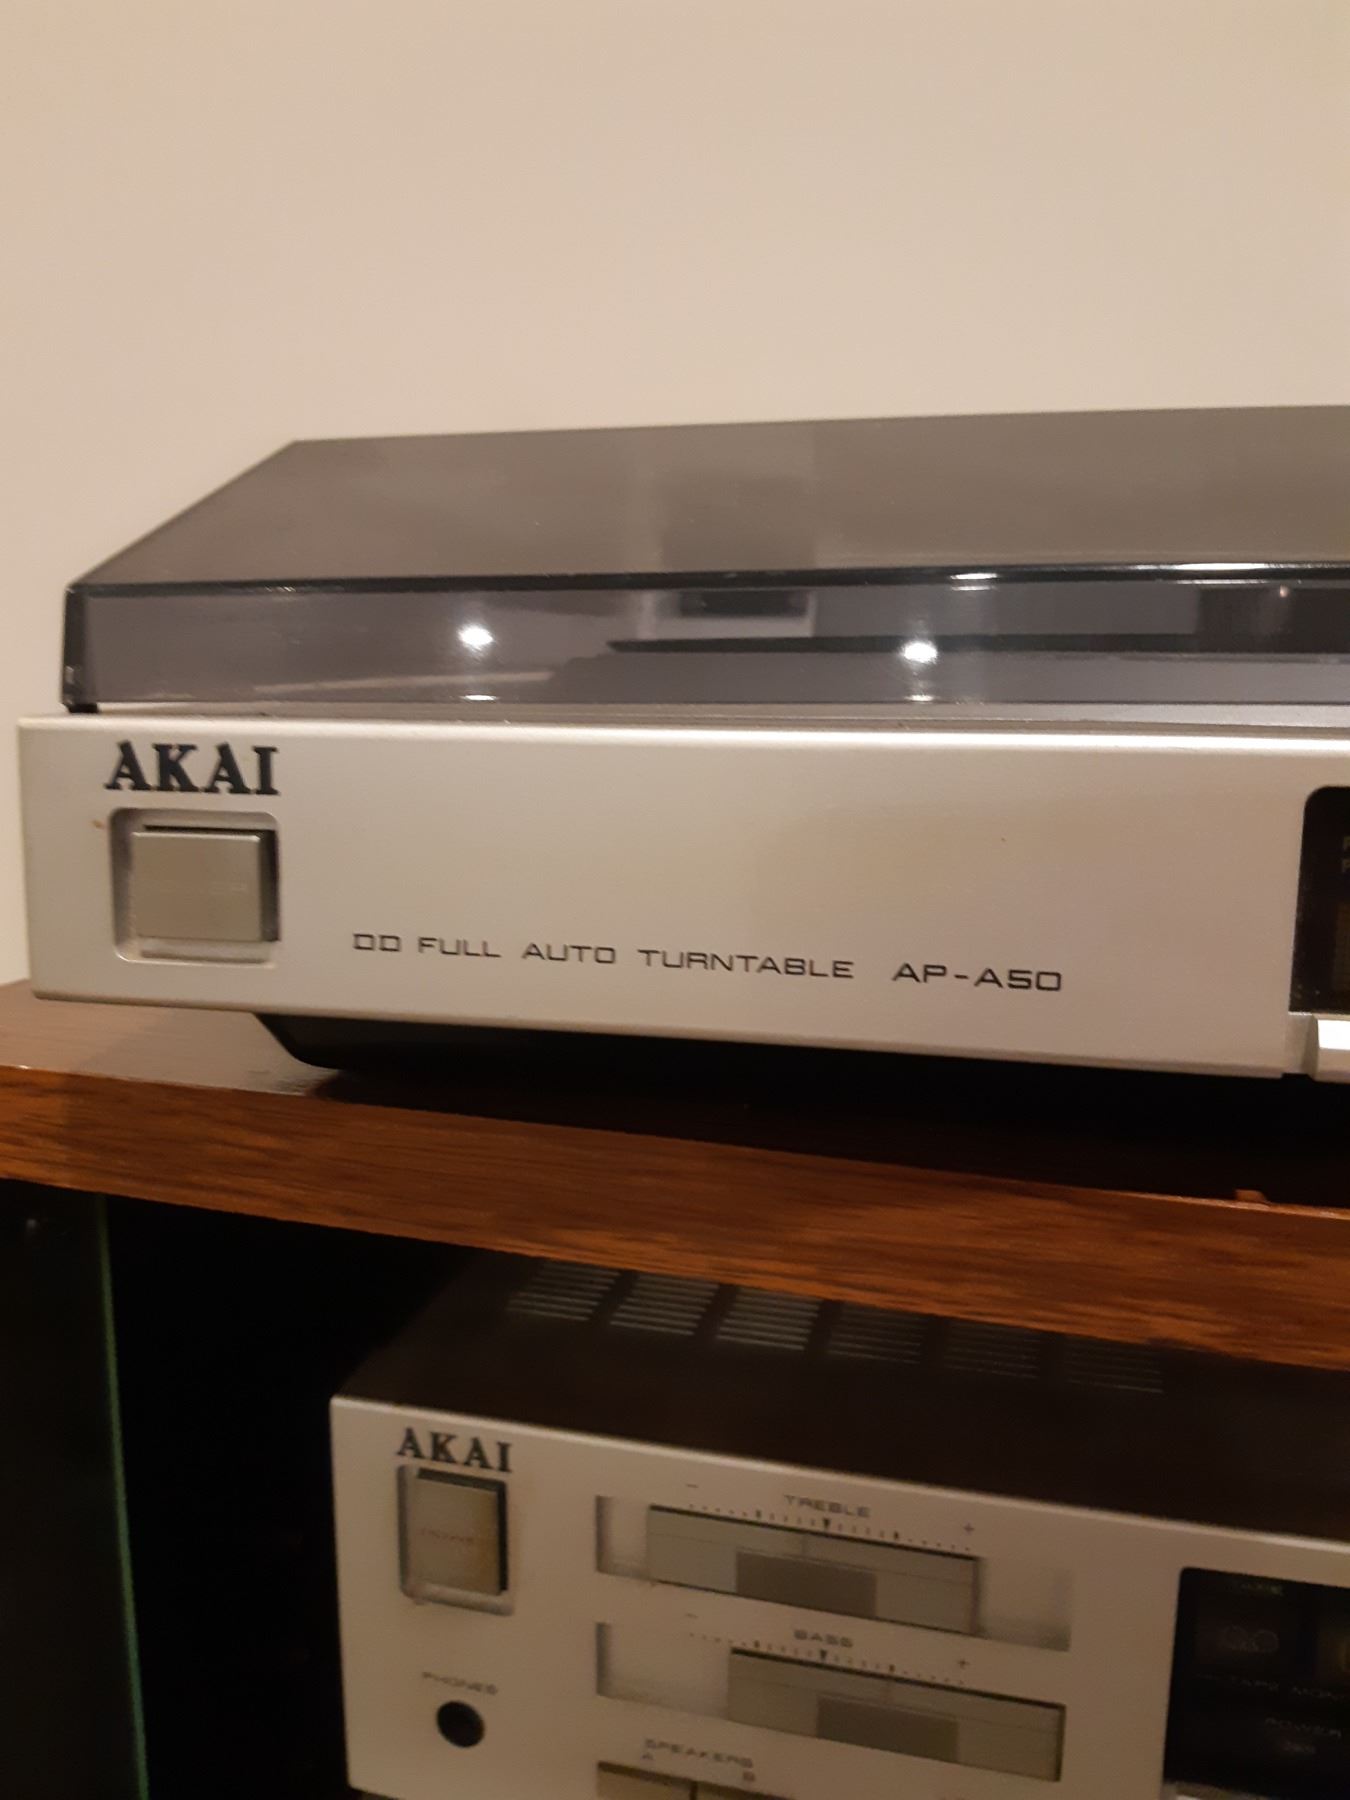 AKAI
DD FULL AUTO TURNTABLE AP-A50
AKAI
- TREBLE +
- BASS +
PHONES
SPEAKERS
A B